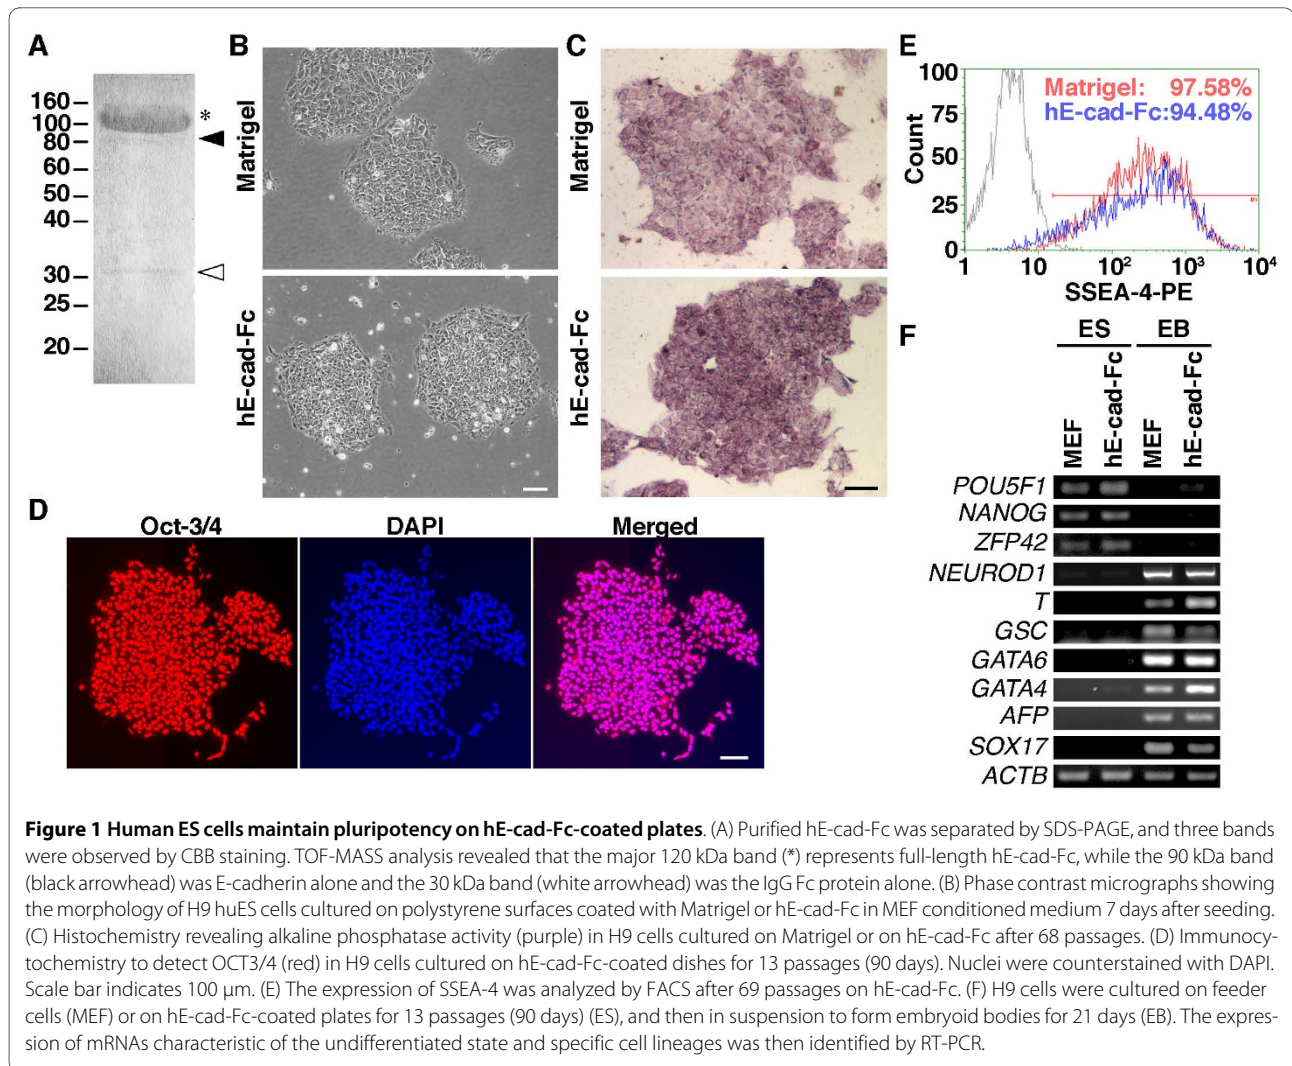 A
B
C
E
160
100
80
60
50
40
30
25
20
*
Matrigel
hE-cad-Fc
Matrigel
hE-cad-Fc
100
75
50
25
0
Count
Matrigel: 97.58%
hE-cad-Fc:94.48%
M1
1 10 10² 10³ 10⁴
SSEA-4-PE
D
Oct-3/4 DAPI Merged
F
ES EB
MEF hE-cad-Fc MEF hE-cad-Fc
POU5F1
NANOG
ZFP42
NEUROD1
T
GSC
GATA6
GATA4
AFP
SOX17
ACTB
Figure 1 Human ES cells maintain pluripotency on hE-cad-Fc-coated plates. (A) Purified hE-cad-Fc was separated by SDS-PAGE, and three bands
were observed by CBB staining. TOF-MASS analysis revealed that the major 120 kDa band (*) represents full-length hE-cad-Fc, while the 90 kDa band
(black arrowhead) was E-cadherin alone and the 30 kDa band (white arrowhead) was the IgG Fc protein alone. (B) Phase contrast micrographs showing
the morphology of H9 huES cells cultured on polystyrene surfaces coated with Matrigel or hE-cad-Fc in MEF conditioned medium 7 days after seeding.
(C) Histochemistry revealing alkaline phosphatase activity (purple) in H9 cells cultured on Matrigel or on hE-cad-Fc after 68 passages. (D) Immunocy-
tochemistry to detect OCT3/4 (red) in H9 cells cultured on hE-cad-Fc-coated dishes for 13 passages (90 days). Nuclei were counterstained with DAPI.
Scale bar indicates 100 μm. (E) The expression of SSEA-4 was analyzed by FACS after 69 passages on hE-cad-Fc. (F) H9 cells were cultured on feeder
cells (MEF) or on hE-cad-Fc-coated plates for 13 passages (90 days) (ES), and then in suspension to form embryoid bodies for 21 days (EB). The expres-
sion of mRNAs characteristic of the undifferentiated state and specific cell lineages was then identified by RT-PCR.